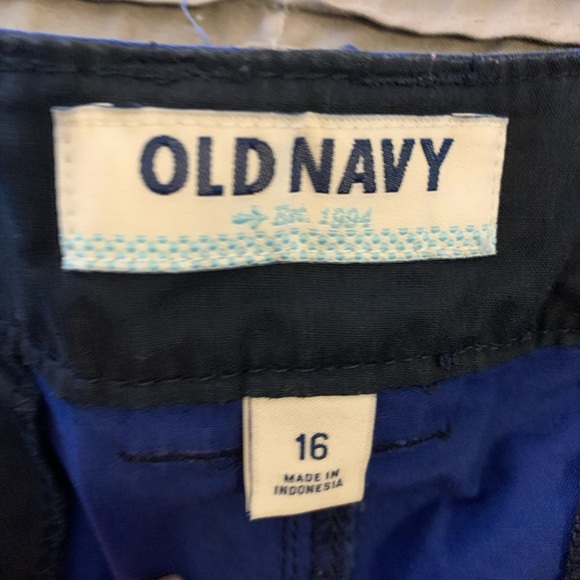 OLD NAVY
Est. 1994
16
MADE IN
INDONESIA